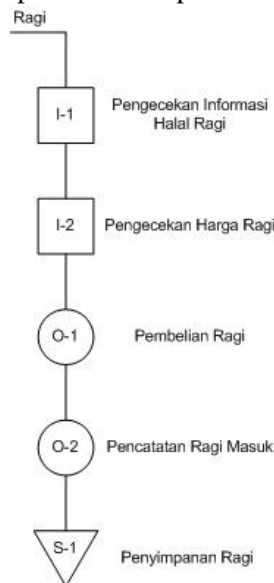 Ragi
I-1
Pengecekan Informasi
Halal Ragi
I-2
Pengecekan Harga Ragi
O-1
Pembelian Ragi
O-2
Pencatatan Ragi Masuk
S-1
Penyimpanan Ragi